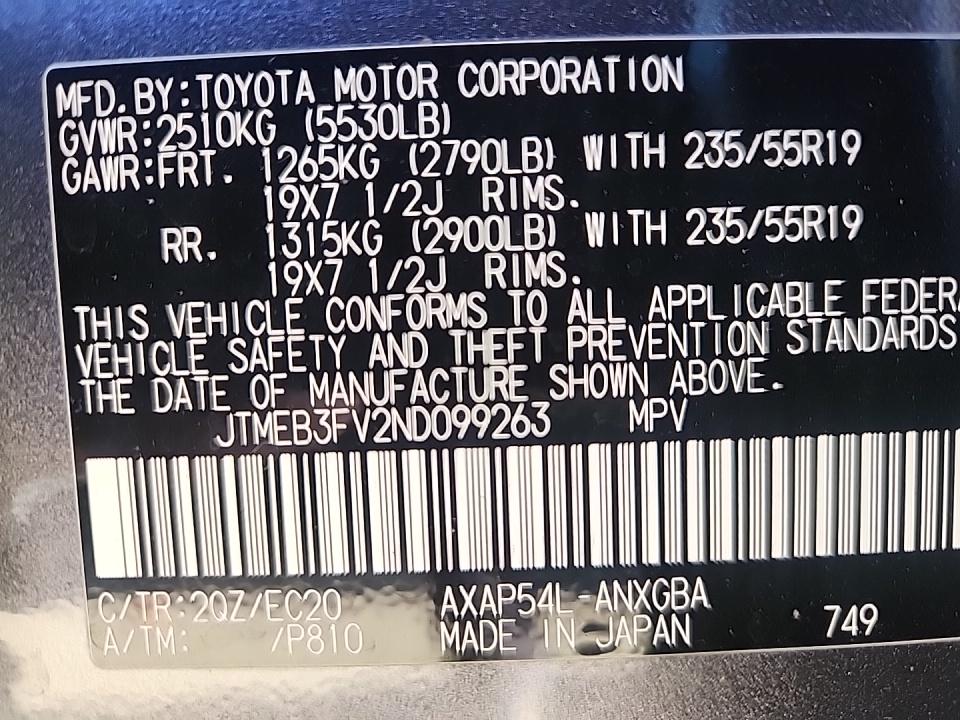 MFD. BY: TOYOTA MOTOR CORPORATION
GVWR: 2510KG (5530LB)
GAWR: FRT. 1265KG (2790LB) WITH 235/55R19
19X7 1/2J RIMS.
RR. 1315KG (2900LB) WITH 235/55R19
19X7 1/2J RIMS.
THIS VEHICLE CONFORMS TO ALL APPLICABLE FEDERA
VEHICLE SAFETY AND THEFT PREVENTION STANDARDS
THE DATE OF MANUFACTURE SHOWN ABOVE.
JTMEB3FV2ND099263 MPV
C/TR: 2QZ/EC20 AXAP54L-ANXGBA
A/TM: /P810 MADE IN JAPAN 749